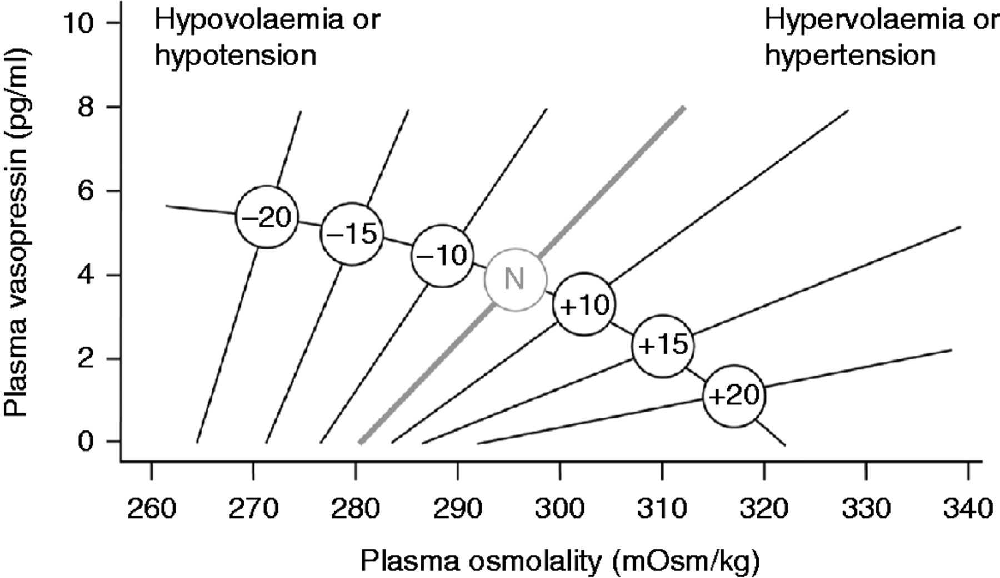 Hypovolaemia or
hypotension
Hypervolaemia or
hypertension
Plasma vasopressin (pg/ml)
10
8
6
4
2
0
–20
–15
–10
N
+10
+15
+20
260 270 280 290 300 310 320 330 340
Plasma osmolality (mOsm/kg)